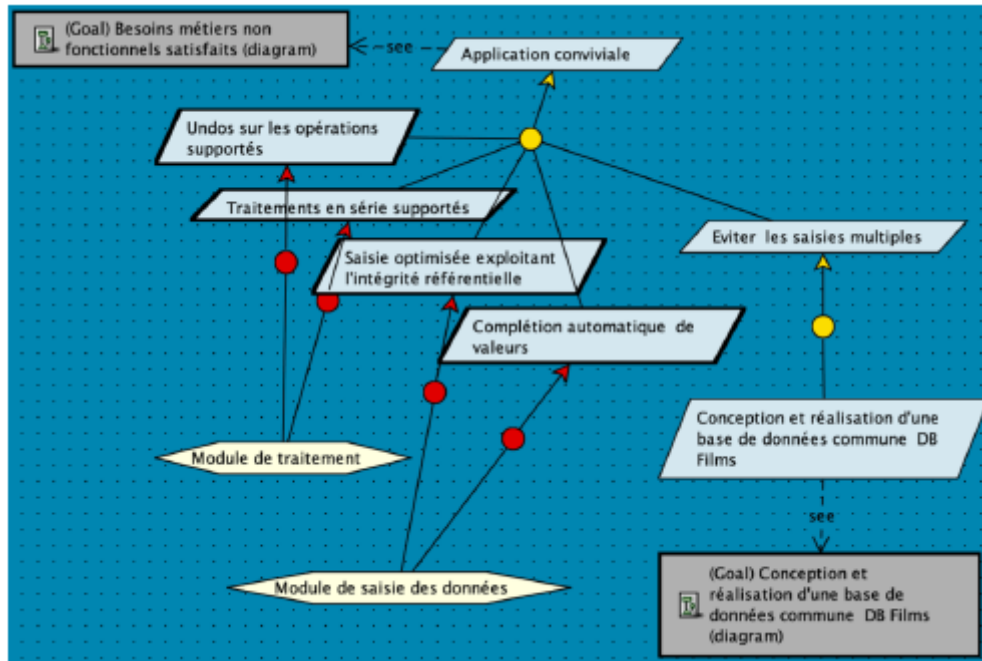 (Goal) Besoins métiers non
fonctionnels satisfaits (diagram)
see
Application conviviale
Undos sur les opérations
supportés
Traitements en série supportés
Eviter les saisies multiples
Saisie optimisée exploitant
l'intégrité référentielle
Complétion automatique de
valeurs
Conception et réalisation d'une
base de données commune DB
Films
Module de traitement
see
Module de saisie des données
(Goal) Conception et
réalisation d'une base de
données commune DB Films
(diagram)